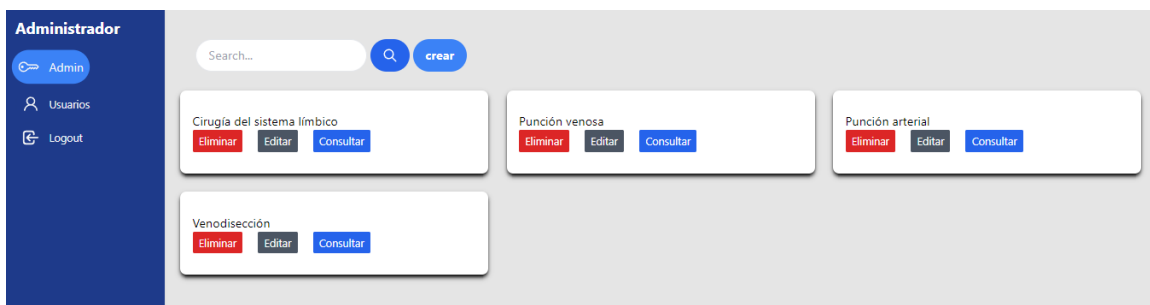 Administrador
Admin
Usuarios
Logout
Search...
crear
Cirugía del sistema límbico
Eliminar Editar Consultar
Punción venosa
Eliminar Editar Consultar
Punción arterial
Eliminar Editar Consultar
Venodisección
Eliminar Editar Consultar